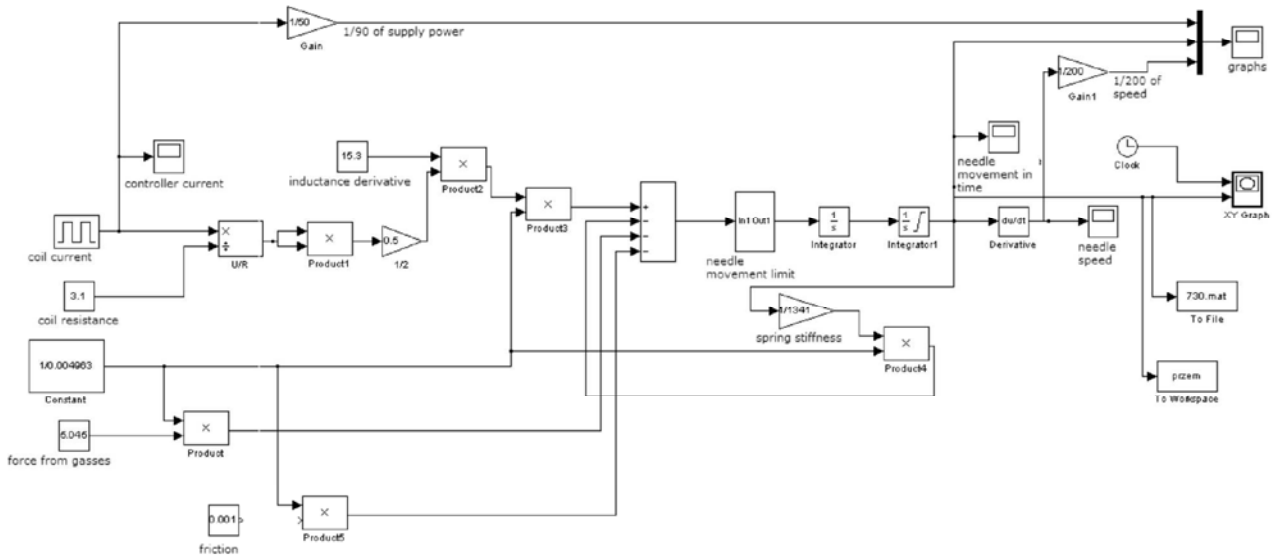 1/50
Gain
1/90 of supply power
graphs
1/200
Gain1
1/200 of
speed
controller current
15.3
inductance derivative
×
Product2
×
Product3
needle
movement in
time
Clock
XY Graph
coil current
×
÷
U/R
×
Product1
0.5
1/2
+
−
−
−
In1 Out1
needle
movement limit
1
s
Integrator
1
s
Integrator1
du/dt
Derivative
needle
speed
3.1
coil resistance
1/1341
spring stiffness
×
Product4
730.mat
To File
1/0.004963
Constant
przem
To Workspace
×
Product
force from gasses
0.001
friction
×
Product5